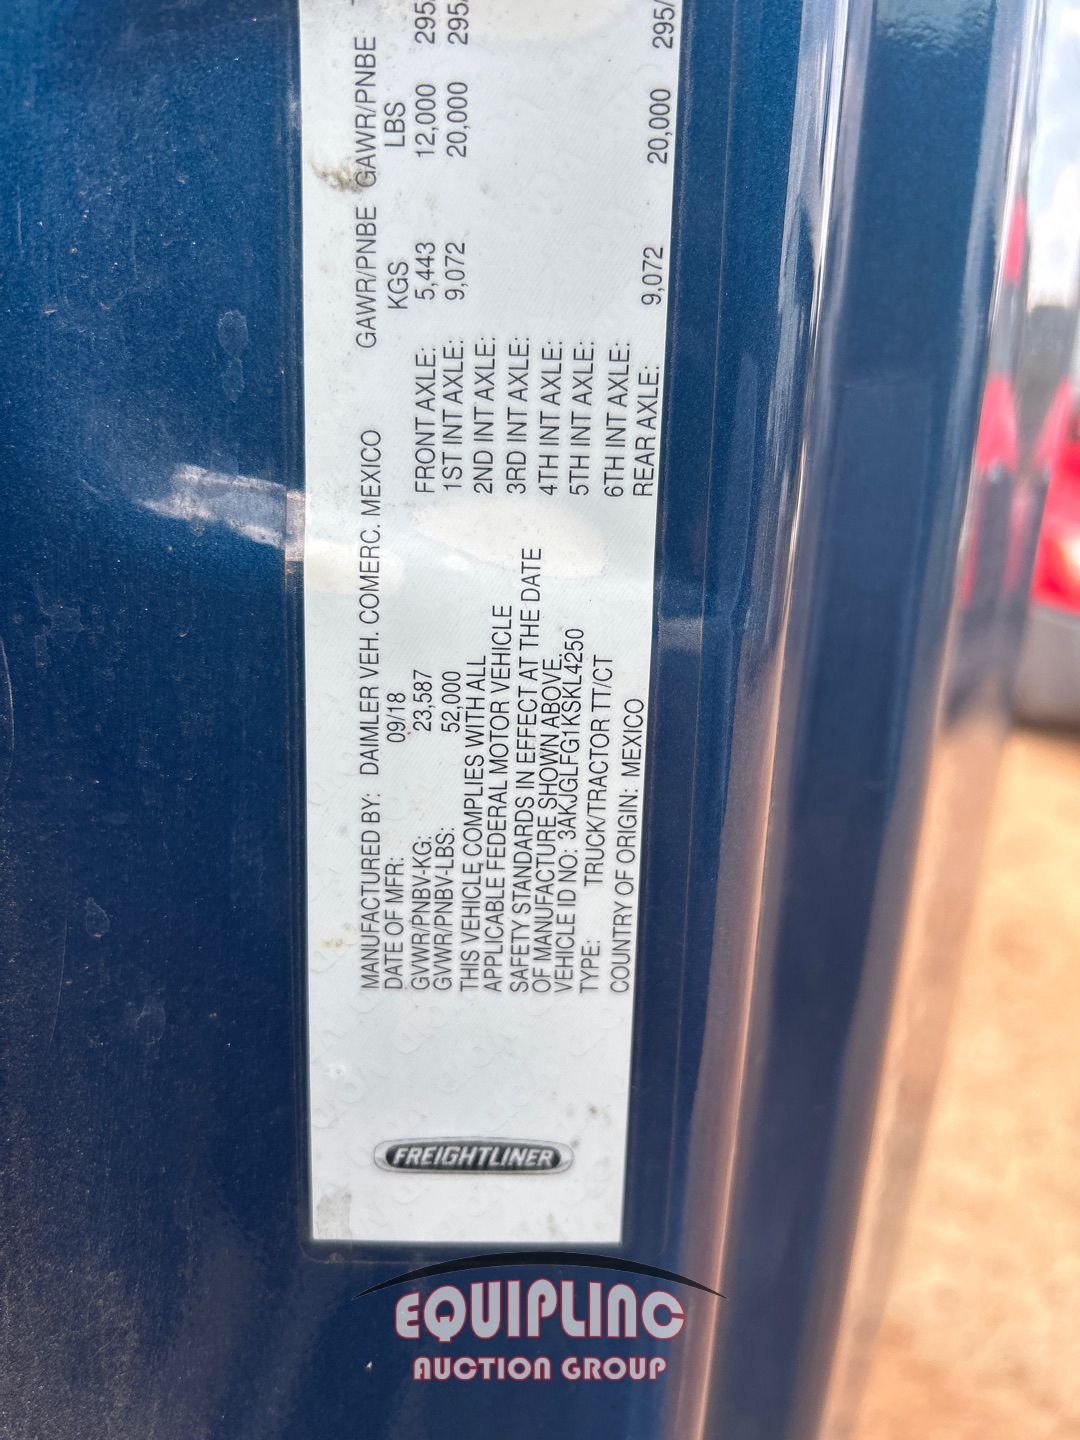 FREIGHTLINER
MANUFACTURED BY: DAIMLER VEH. COMERC. MEXICO
DATE OF MFR: 09/18
GVWR/PNBV-KG: 23,587
GVWR/PNBV-LBS: 52,000
THIS VEHICLE COMPLIES WITH ALL
APPLICABLE FEDERAL MOTOR VEHICLE
SAFETY STANDARDS IN EFFECT AT THE DATE
OF MANUFACTURE SHOWN ABOVE.
VEHICLE ID NO: 3AKJGLFG1KSKL4250
TYPE: TRUCK/TRACTOR TT/CT
COUNTRY OF ORIGIN: MEXICO
GAWR/PNBE GAWR/PNBE
KGS LBS
FRONT AXLE: 5,443 12,000 295/
1ST INT AXLE: 9,072 20,000 295/
2ND INT AXLE:
3RD INT AXLE:
4TH INT AXLE:
5TH INT AXLE:
6TH INT AXLE:
REAR AXLE: 9,072 20,000 295/
EQUIPLINC
AUCTION GROUP